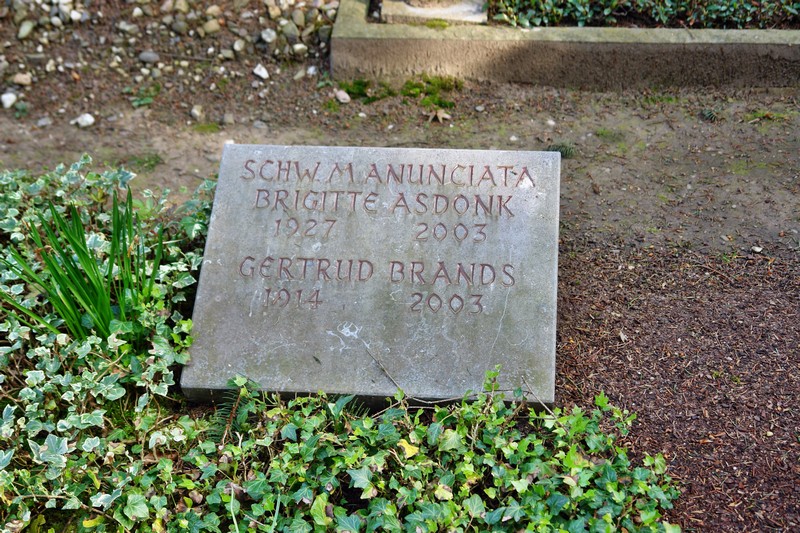 SCHW. M ANUNCIATA
BRIGITTE ASDONK
1927 2003
GERTRUD BRANDS
1914 2003